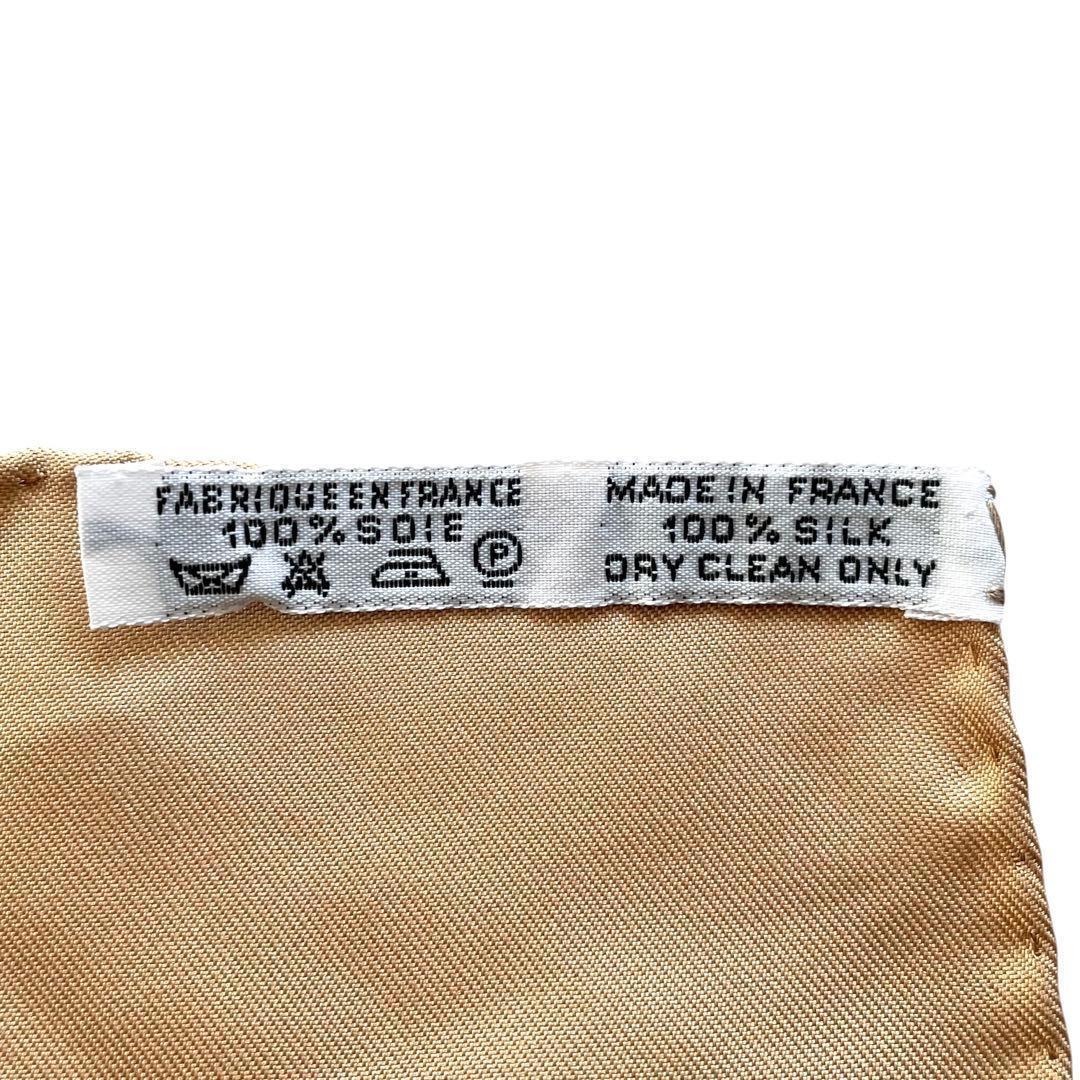 FABRIQUE EN FRANCE
100% SOIE
P
MADE IN FRANCE
100% SILK
DRY CLEAN ONLY